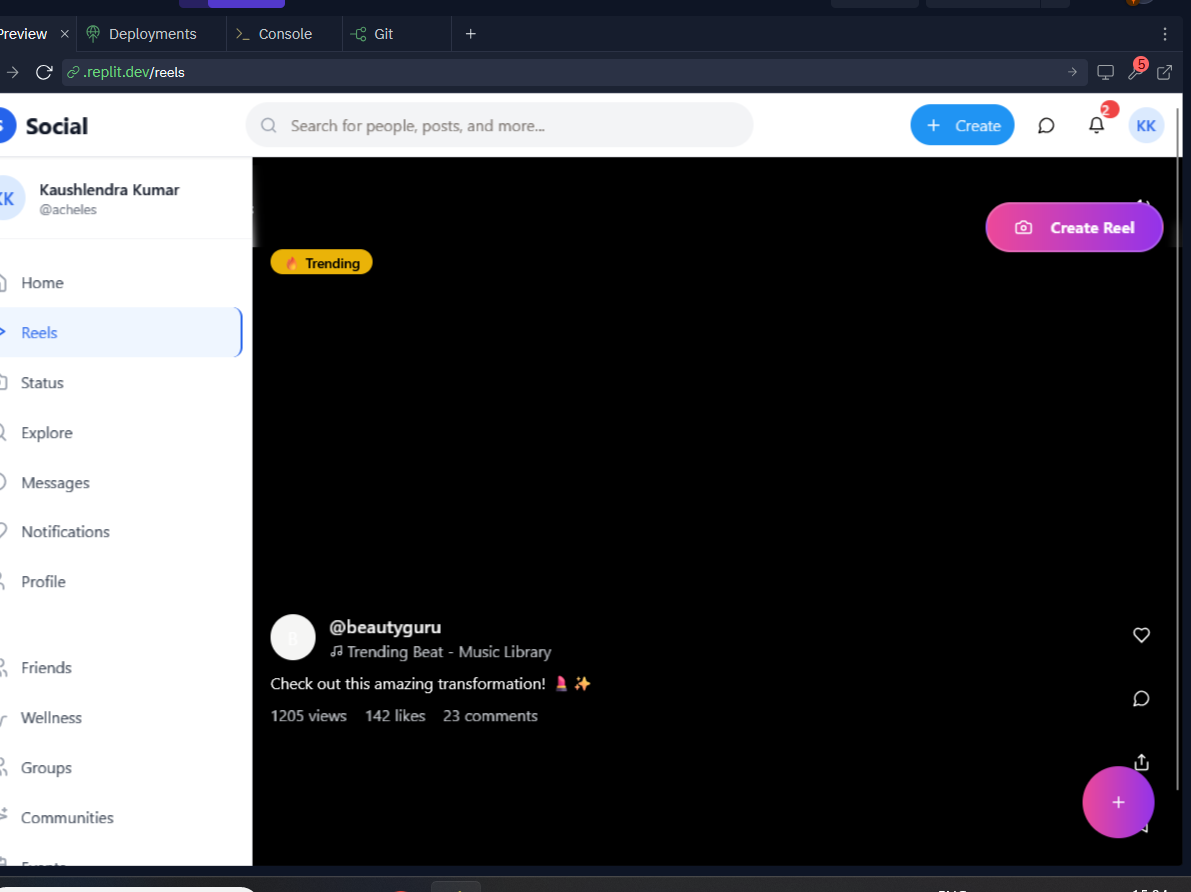 Preview
Deployments
Console
Git
.replit.dev/reels
5
Social
Search for people, posts, and more...
Create
2
KK
KK
Kaushlendra Kumar
@acheles
Create Reel
Trending
Home
Reels
Status
Explore
Messages
Notifications
Profile
Friends
Wellness
Groups
Communities
@beautyguru
Trending Beat - Music Library
Check out this amazing transformation! 💄✨
1205 views 142 likes 23 comments